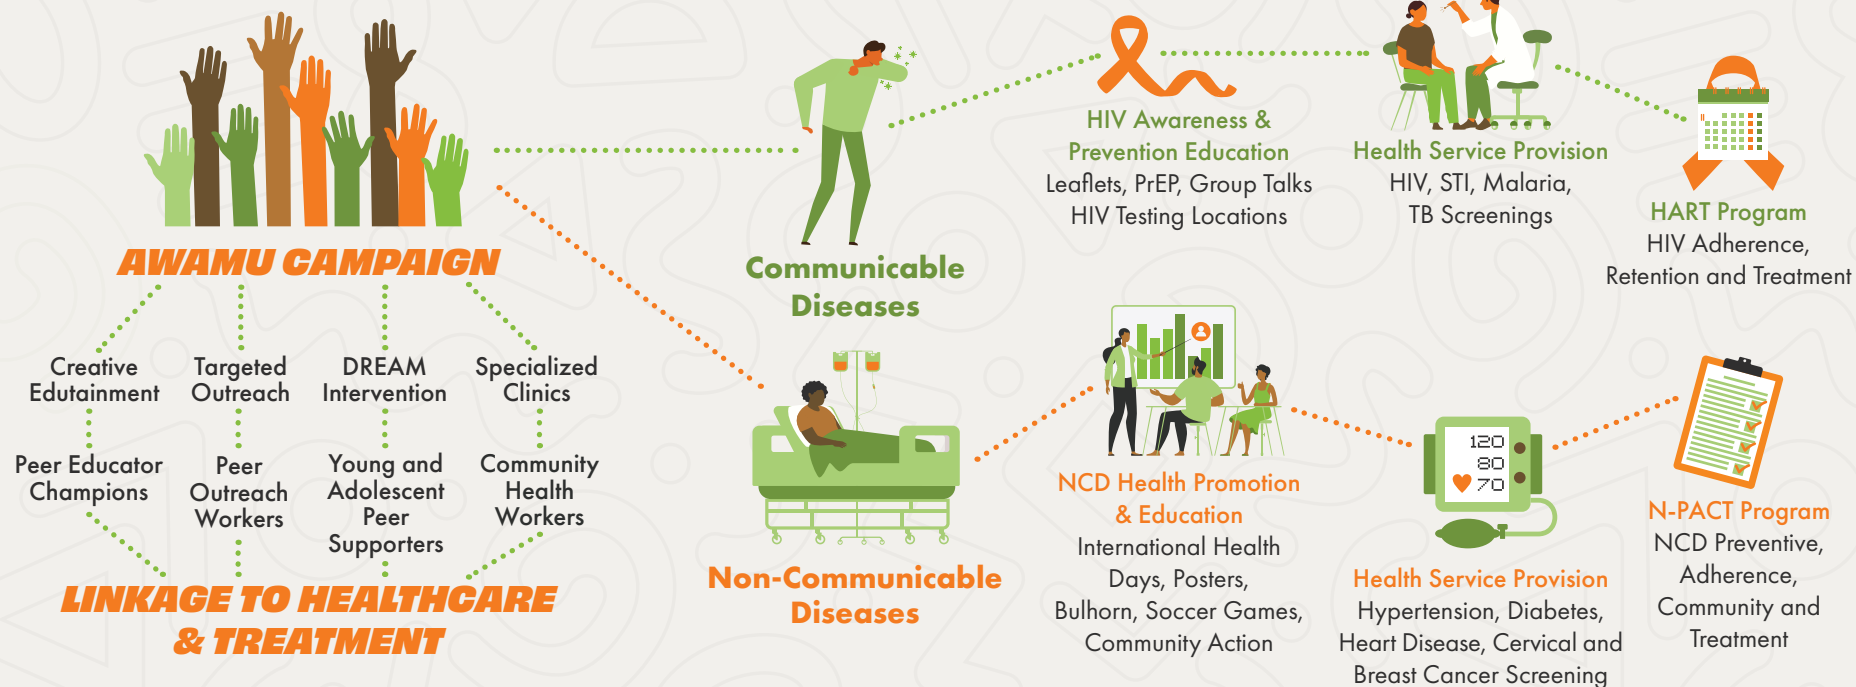 AWAMU CAMPAIGN
Creative
Edutainment
Targeted
Outreach
DREAM
Intervention
Specialized
Clinics
Peer Educator
Champions
Peer
Outreach
Workers
Young and
Adolescent
Peer
Supporters
Community
Health
Workers
LINKAGE TO HEALTHCARE
& TREATMENT
Communicable
Diseases
HIV Awareness &
Prevention Education
Leaflets, PrEP, Group Talks
HIV Testing Locations
Health Service Provision
HIV, STI, Malaria,
TB Screenings
HART Program
HIV Adherence,
Retention and Treatment
Non-Communicable
Diseases
NCD Health Promotion
& Education
International Health
Days, Posters,
Bulhorn, Soccer Games,
Community Action
120
80
70
Health Service Provision
Hypertension, Diabetes,
Heart Disease, Cervical and
Breast Cancer Screening
N-PACT Program
NCD Preventive,
Adherence,
Community and
Treatment